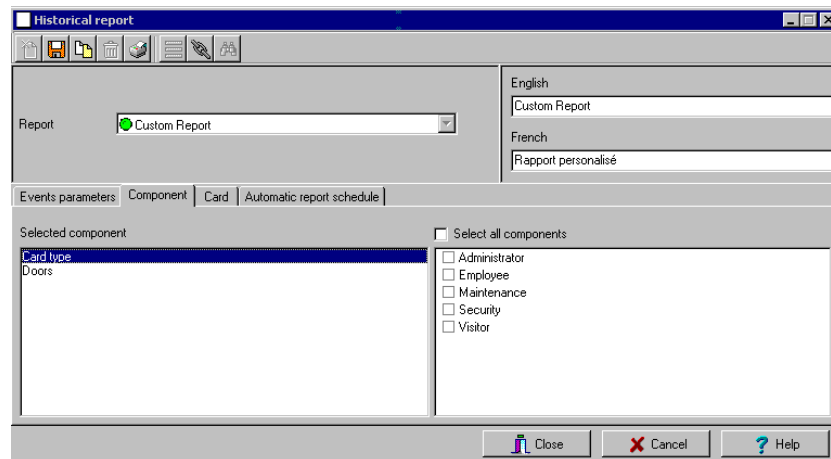 Historical report
English
Custom Report
Report
Custom Report
French
Rapport personalisé
Events parameters
Component
Card
Automatic report schedule
Selected component
Select all components
Card type
Doors
Administrator
Employee
Maintenance
Security
Visitor
Close
Cancel
? Help